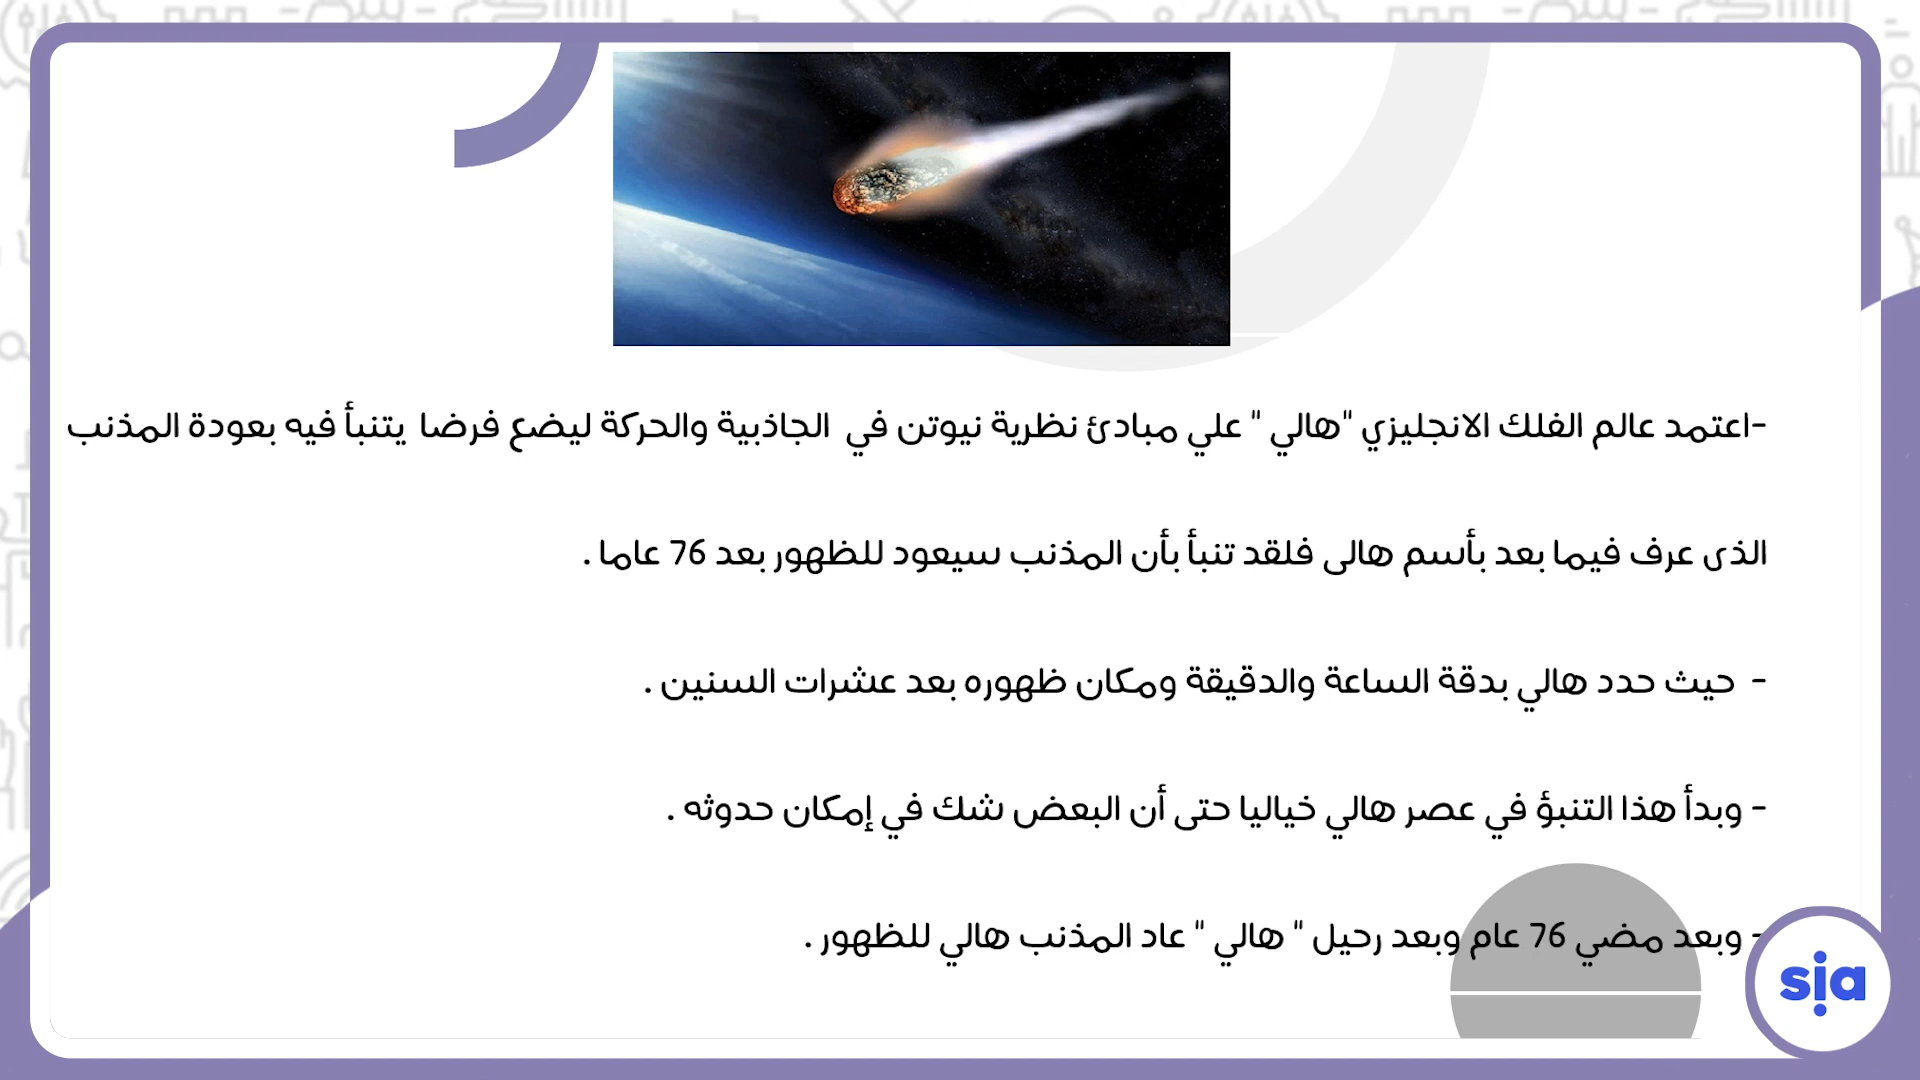 -اعتمد عالم الفلك الانجليزي "هالي " علي مبادئ نظرية نيوتن في الجاذبية والحركة ليضع فرضا يتنبأ فيه بعودة المذنب
الذى عرف فيما بعد بأسم هالى فلقد تنبأ بأن المذنب سيعود للظهور بعد 76 عاما .
- حيث حدد هالي بدقة الساعة والدقيقة ومكان ظهوره بعد عشرات السنين .
- وبدأ هذا التنبؤ في عصر هالي خياليا حتى أن البعض شك في إمكان حدوثه .
- وبعد مضي 76 عام وبعد رحيل " هالي " عاد المذنب هالي للظهور .
sia